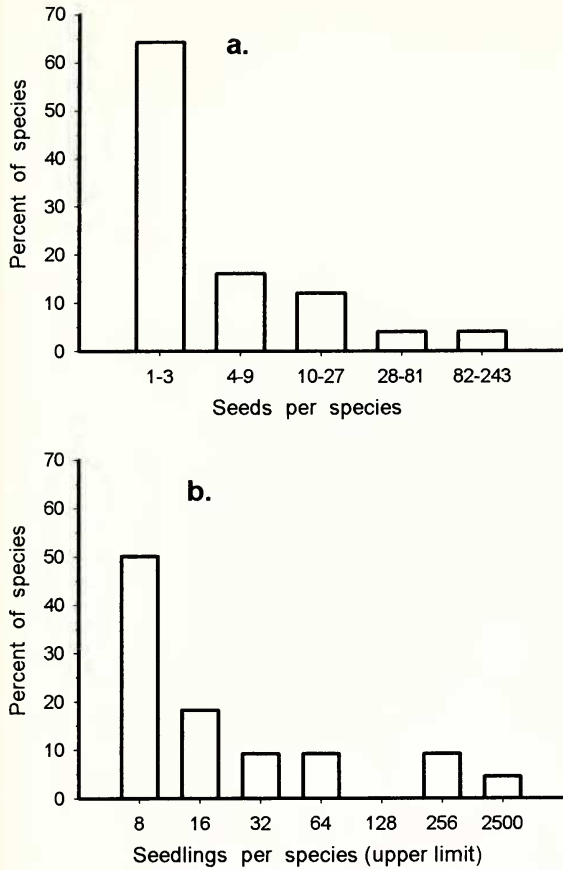 a.
Percent of species
70
60
50
40
30
20
10
0
1-3 4-9 10-27 28-81 82-243
Seeds per species
b.
Percent of species
70
60
50
40
30
20
10
0
8 16 32 64 128 256 2500
Seedlings per species (upper limit)